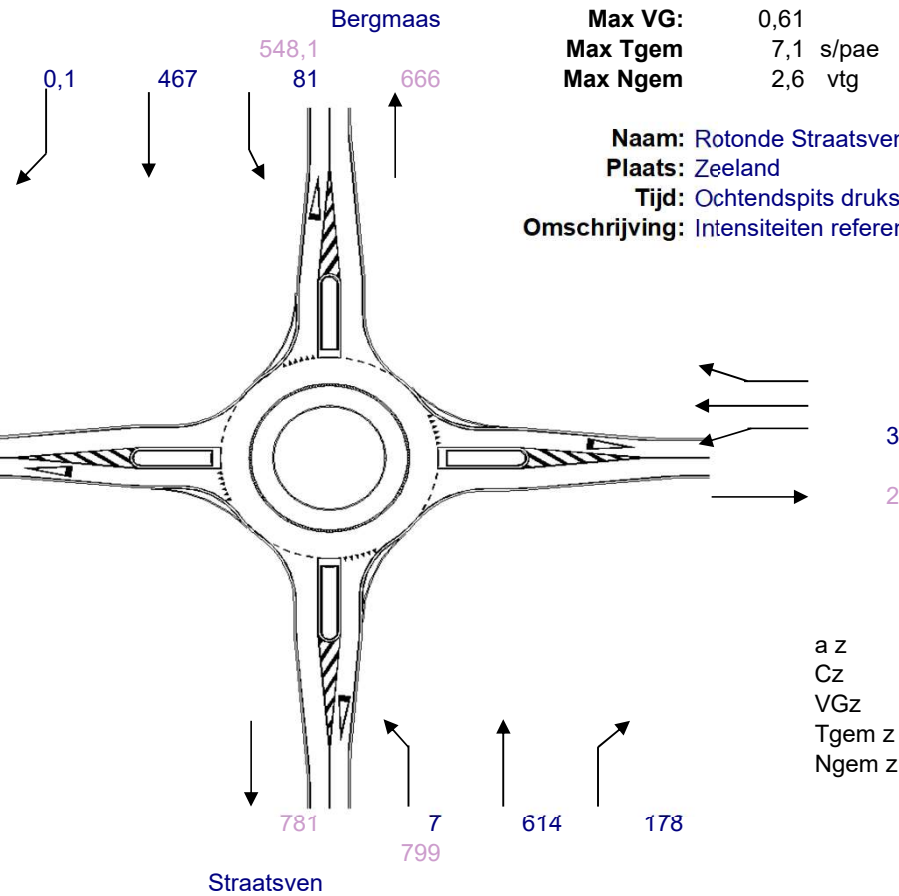 Bergmaas
548,1
0,1 467 81 666
Max VG: 0,61
Max Tgem 7,1 s/pae
Max Ngem 2,6 vtg
Naam: Rotonde Straatsven
Plaats: Zeeland
Tijd: Ochtendspits druks
Omschrijving: Intensiteiten referen
3
2
a z
Cz
VGz
Tgem z
Ngem z
781 7 614 178
799
Straatsven